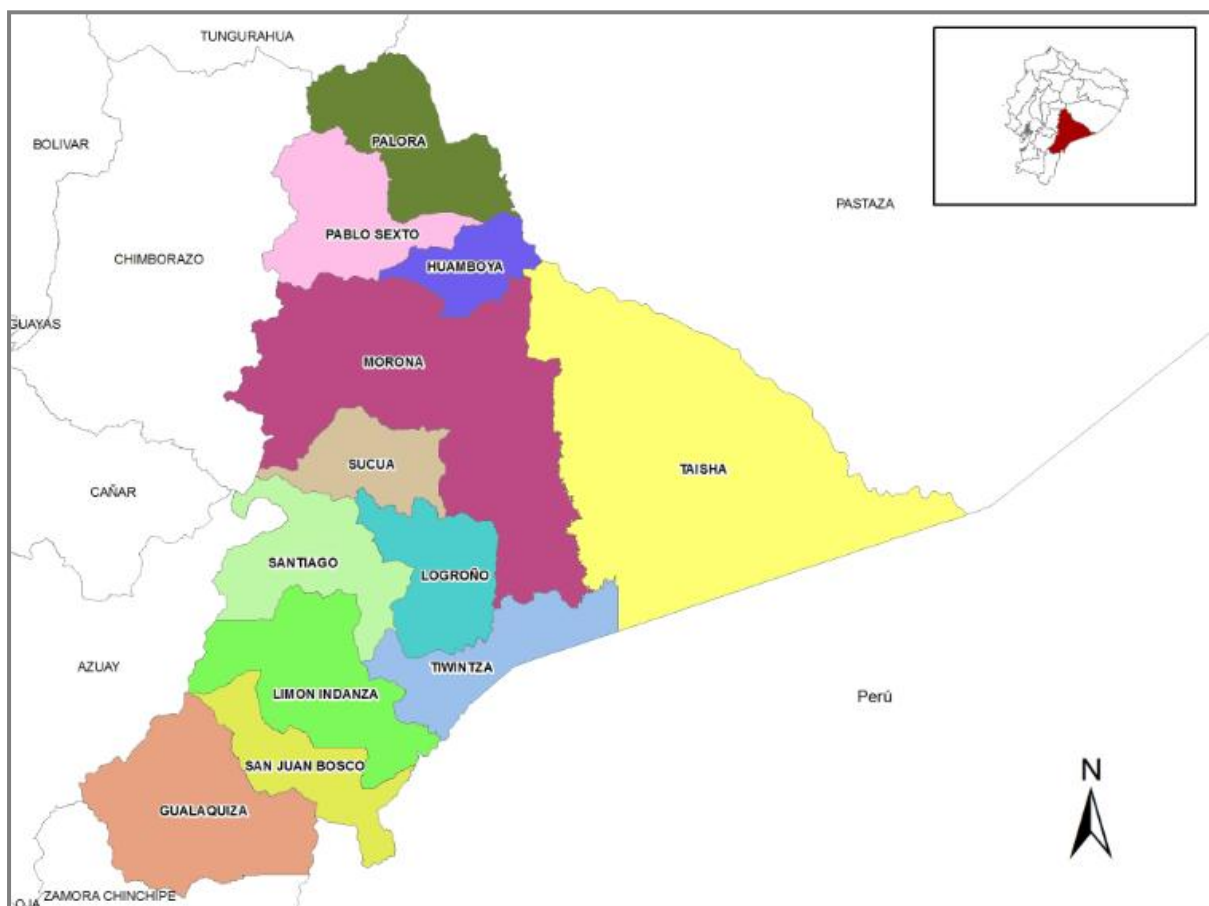 TUNGURAHUA
BOLIVAR
PALORA
PASTAZA
PABLO SEXTO
CHIMBORAZO
HUAMBOYA
GUAYAS
MORONA
SUCUA
TAISHA
CAÑAR
SANTIAGO
LOGROÑO
AZUAY
TIWINTZA
LIMON INDANZA
Perú
SAN JUAN BOSCO
N
GUALAQUIZA
ZAMORA CHINCHIPE
OJA